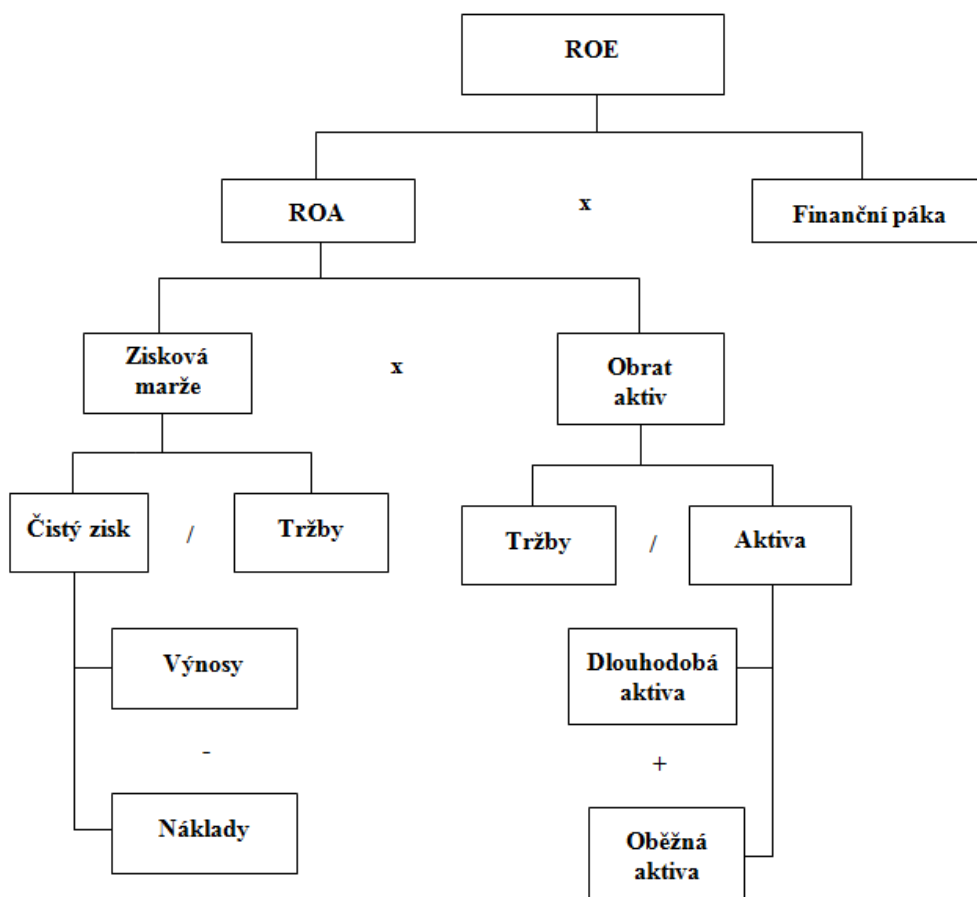 ROE
ROA
x
Finanční páka
Zisková
marže
x
Obrat
aktiv
Čistý zisk
/
Tržby
Tržby
/
Aktiva
Výnosy
-
Náklady
Dlouhodobá
aktiva
+
Oběžná
aktiva